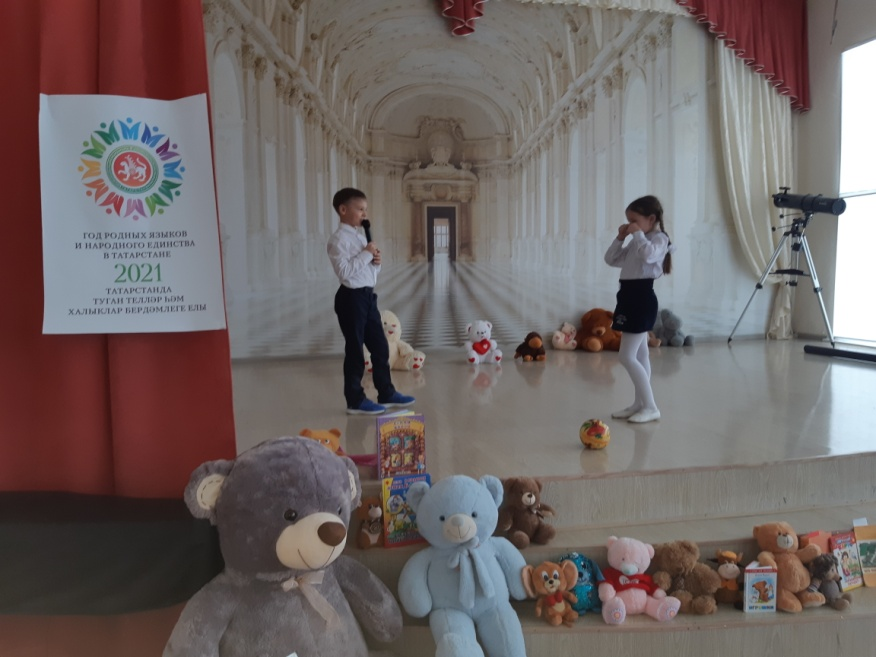 ГОД РОДНЫХ ЯЗЫКОВ
И НАРОДНОГО ЕДИНСТВА
В ТАТАРСТАНЕ
2021
ТАТАРСТАНДА
ТУГАН ТЕЛЛӘР ҺӘМ
ХАЛЫКЛАР БЕРДӘМЛЕГЕ ЕЛЫ